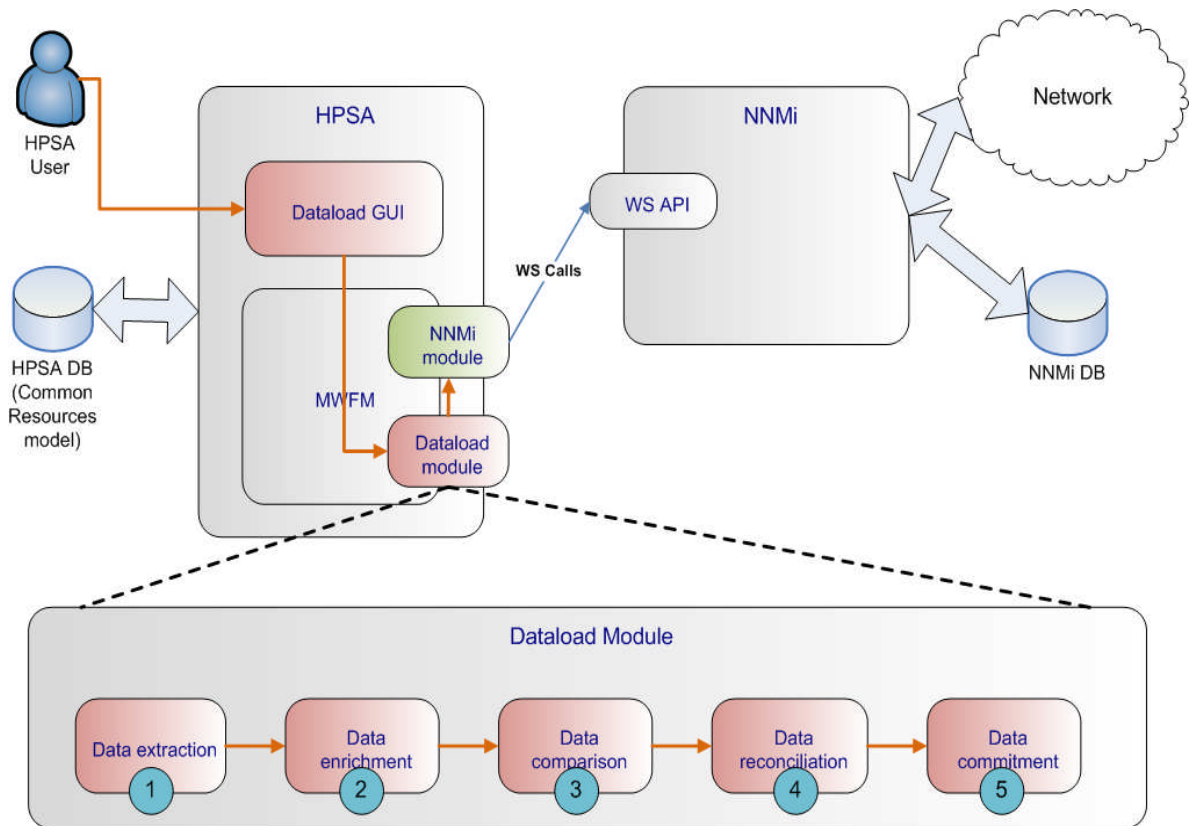 HPSA
User
HPSA
NNMi
Network
Dataload GUI
WS API
WS Calls
HPSA DB
(Common
Resources
model)
NNMi
module
MWFM
Dataload
module
NNMi DB
Dataload Module
Data extraction
1
Data
enrichment
2
Data
comparison
3
Data
reconciliation
4
Data
commitment
5